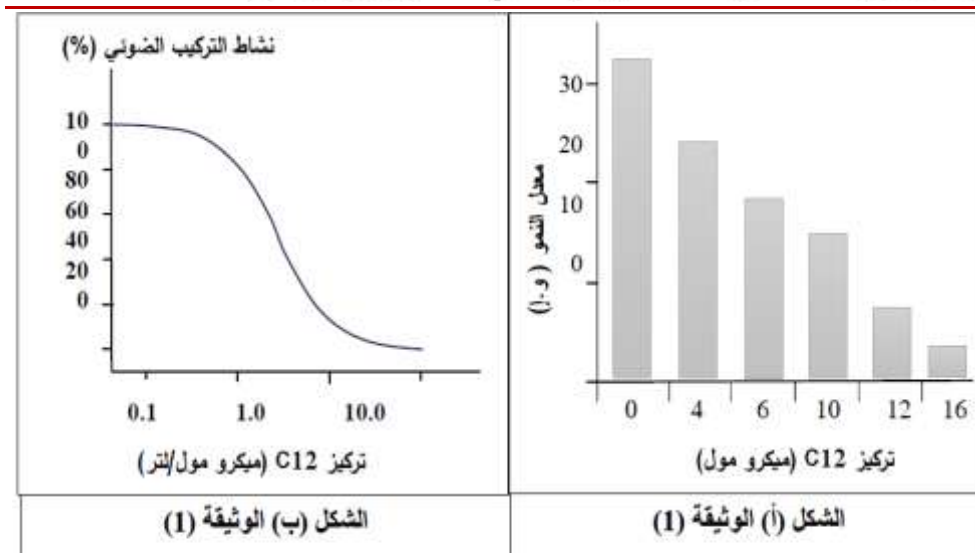 معدل النمو ( و.إ)
30
20
10
0
0 4 6 10 12 16
تركيز C12 (ميكرو مول)
الشكل (أ) الوثيقة (1)
نشاط التركيب الضوئي (%)
10
0
80
60
40
20
0
0.1 1.0 10.0
تركيز C12 (ميكرو مول/لتر)
الشكل (ب) الوثيقة (1)